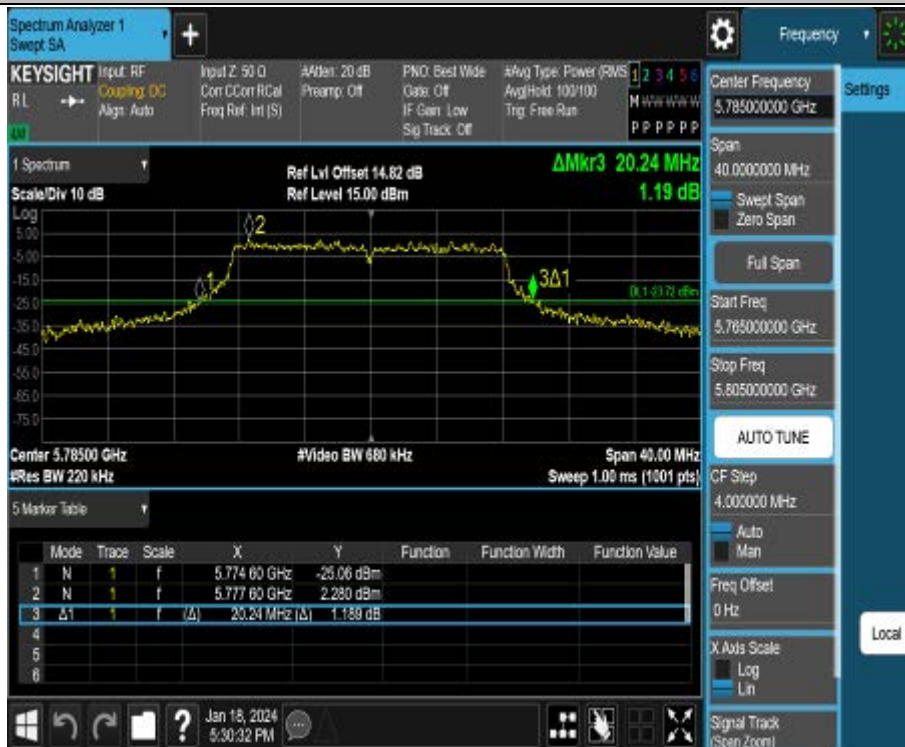 Spectrum Analyzer 1
Swept SA
+
Frequency
KEYSIGHT
RL
Input: RF
Coupling: DC
Align: Auto
Input Z: 50 Ω
Corr CCorr RCal
Freq Ref: Int (S)
#Atten: 20 dB
Preamp: Off
PNO: Best Wide
Gate: Off
IF Gain: Low
Sig Track: Off
#Avg Type: Power (RMS
Avg|Hold: 100/100
Trig: Free Run
1 2 3 4 5 6
M W W W W W
P P P P P P
1 Spectrum
Scale/Div 10 dB
Ref Lvl Offset 14.82 dB
Ref Level 15.00 dBm
ΔMkr3 20.24 MHz
1.19 dB
Log
5.00
-5.00
-15.0
-25.0
-35.0
-45.0
-55.0
-65.0
-75.0
2
1
3Δ1
DL1 -23.72 dBm
Center 5.78500 GHz
#Video BW 680 kHz
Span 40.00 MHz
#Res BW 220 kHz
Sweep 1.00 ms (1001 pts)
5 Marker Table
Mode Trace Scale X Y Function Function Width Function Value
1 N 1 f 5.774 60 GHz -25.06 dBm
2 N 1 f 5.777 60 GHz 2.280 dBm
3 Δ1 1 f (Δ) 20.24 MHz (Δ) 1.189 dB
4
5
6
?
Jan 18, 2024
5:30:32 PM
Center Frequency
5.785000000 GHz
Settings
Span
40.0000000 MHz
Swept Span
Zero Span
Full Span
Start Freq
5.765000000 GHz
Stop Freq
5.805000000 GHz
AUTO TUNE
CF Step
4.000000 MHz
Auto
Man
Freq Offset
0 Hz
X Axis Scale
Log
Lin
Local
Signal Track
(Span Zoom)